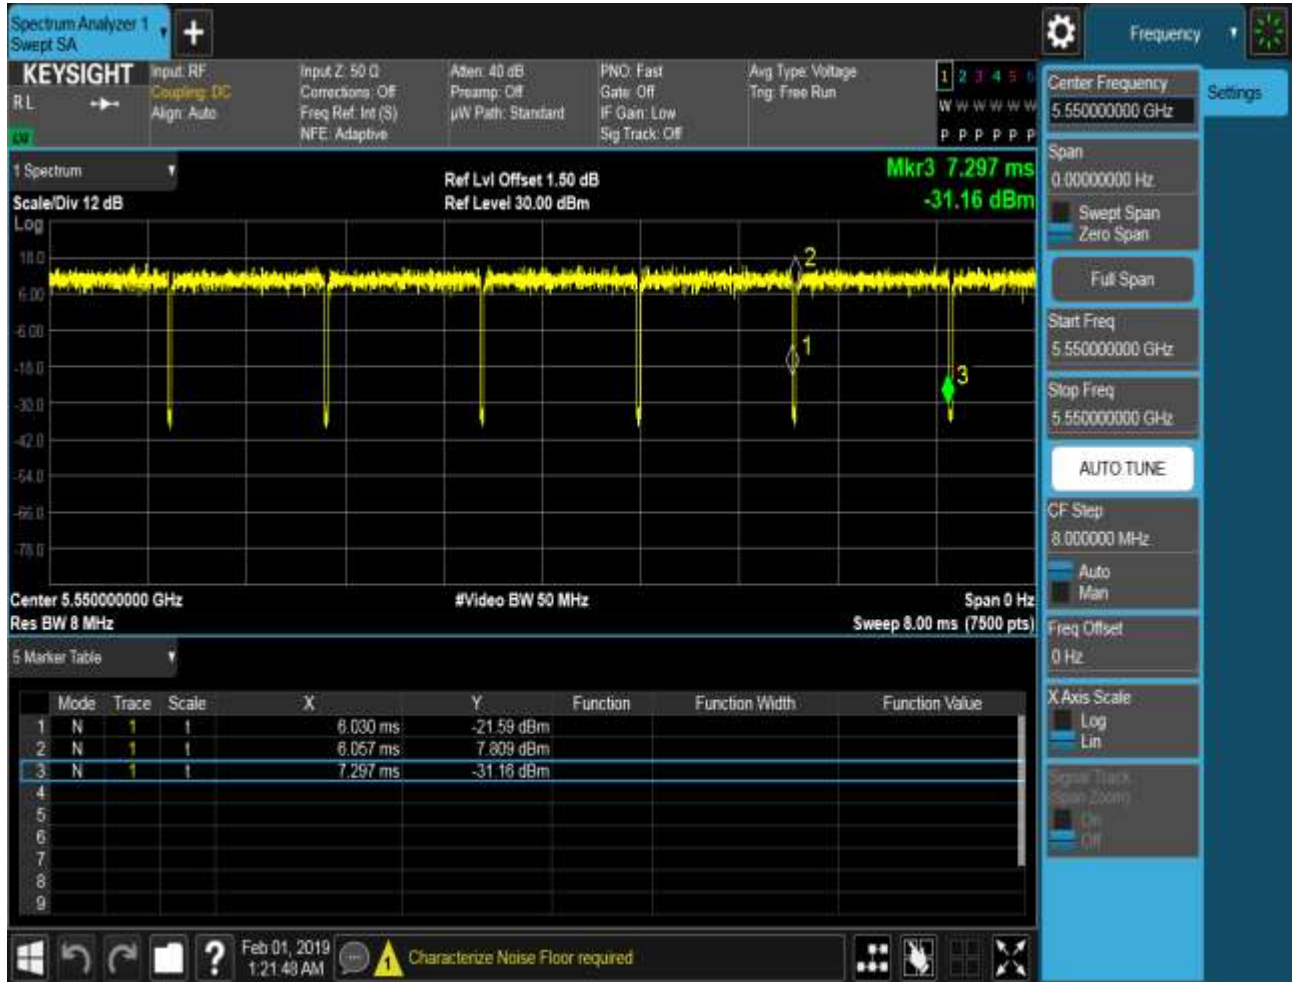 Spectrum Analyzer 1
Swept SA
+
Frequency
KEYSIGHT
Input: RF
Input Z: 50 Ω
Atten: 40 dB
PNO: Fast
Avg Type: Voltage
1 2 3 4 5 6
RL
Coupling: DC
Corrections: Off
Preamp: Off
Gate: Off
Trig: Free Run
Align: Auto
Freq Ref: Int (S)
µW Path: Standard
IF Gain: Low
W W W W W W
NFE: Adaptive
Sig Track: Off
P P P P P P
1 Spectrum
Ref Lvl Offset 1.50 dB
Mkr3 7.297 ms
Scale/Div 12 dB
Ref Level 30.00 dBm
-31.16 dBm
Log
18.0
6.00
-6.00
-18.0
-30.0
-42.0
-54.0
-66.0
-78.0
2
1
3
Center 5.550000000 GHz
#Video BW 50 MHz
Span 0 Hz
Res BW 8 MHz
Sweep 8.00 ms (7500 pts)
5 Marker Table
Mode Trace Scale X Y Function Function Width Function Value
1 N 1 t 6.030 ms -21.59 dBm
2 N 1 t 6.057 ms 7.809 dBm
3 N 1 t 7.297 ms -31.16 dBm
4
5
6
7
8
9
?
Feb 01, 2019
1:21:48 AM
1
Characterize Noise Floor required
Center Frequency
5.550000000 GHz
Settings
Span
0.00000000 Hz
Swept Span
Zero Span
Full Span
Start Freq
5.550000000 GHz
Stop Freq
5.550000000 GHz
AUTO TUNE
CF Step
8.000000 MHz
Auto
Man
Freq Offset
0 Hz
X Axis Scale
Log
Lin
Signal Track
(Span Zoom)
On
Off